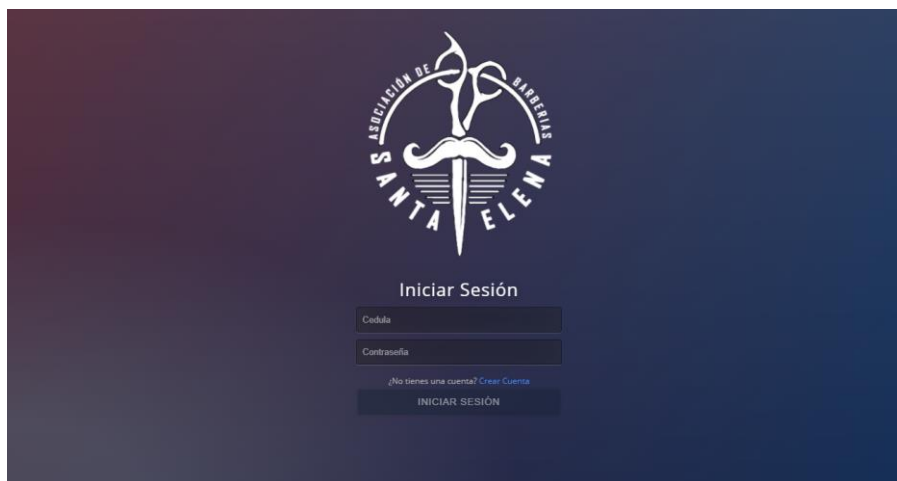 ASOCIACIÓN DE BARBERIAS
SANTA ELENA
Iniciar Sesión
Cedula
Contraseña
¿No tienes una cuenta? Crear Cuenta
INICIAR SESIÓN